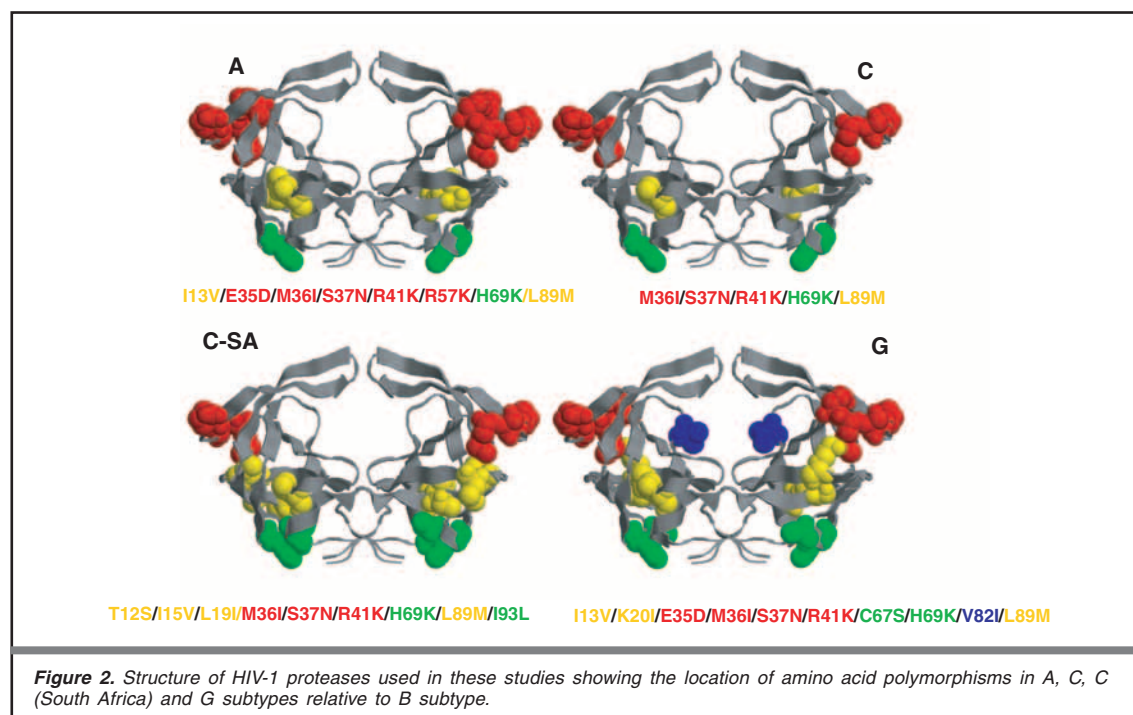 A
C
I13V/E35D/M36I/S37N/R41K/R57K/H69K/L89M
M36I/S37N/R41K/H69K/L89M
C-SA
G
T12S/I15V/L19I/M36I/S37N/R41K/H69K/L89M/I93L
I13V/K20I/E35D/M36I/S37N/R41K/C67S/H69K/V82I/L89M
Figure 2. Structure of HIV-1 proteases used in these studies showing the location of amino acid polymorphisms in A, C, C
(South Africa) and G subtypes relative to B subtype.